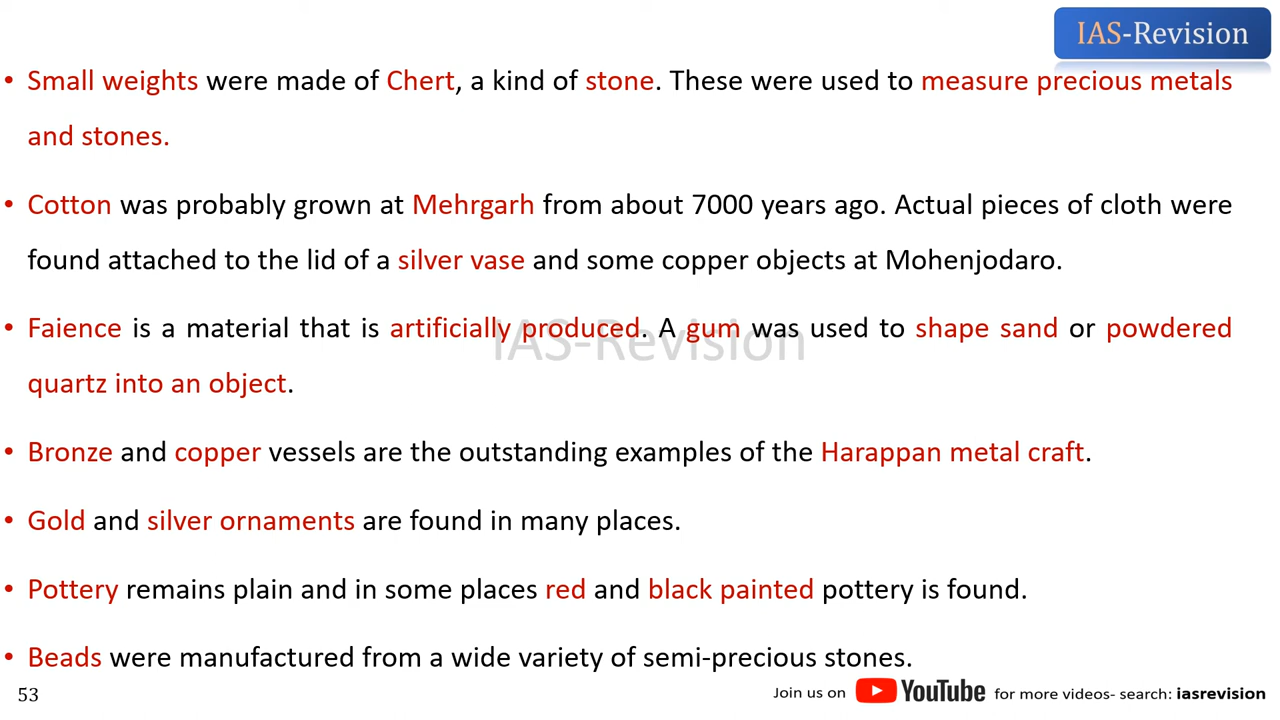 IAS-Revision
• Small weights were made of Chert, a kind of stone. These were used to measure precious metals
and stones.
• Cotton was probably grown at Mehrgarh from about 7000 years ago. Actual pieces of cloth were
found attached to the lid of a silver vase and some copper objects at Mohenjodaro.
• Faience is a material that is artificially produced. A gum was used to shape sand or powdered
IAS-Revision
quartz into an object.
• Bronze and copper vessels are the outstanding examples of the Harappan metal craft.
• Gold and silver ornaments are found in many places.
• Pottery remains plain and in some places red and black painted pottery is found.
• Beads were manufactured from a wide variety of semi-precious stones.
53
Join us on YouTube for more videos- search: iasrevision